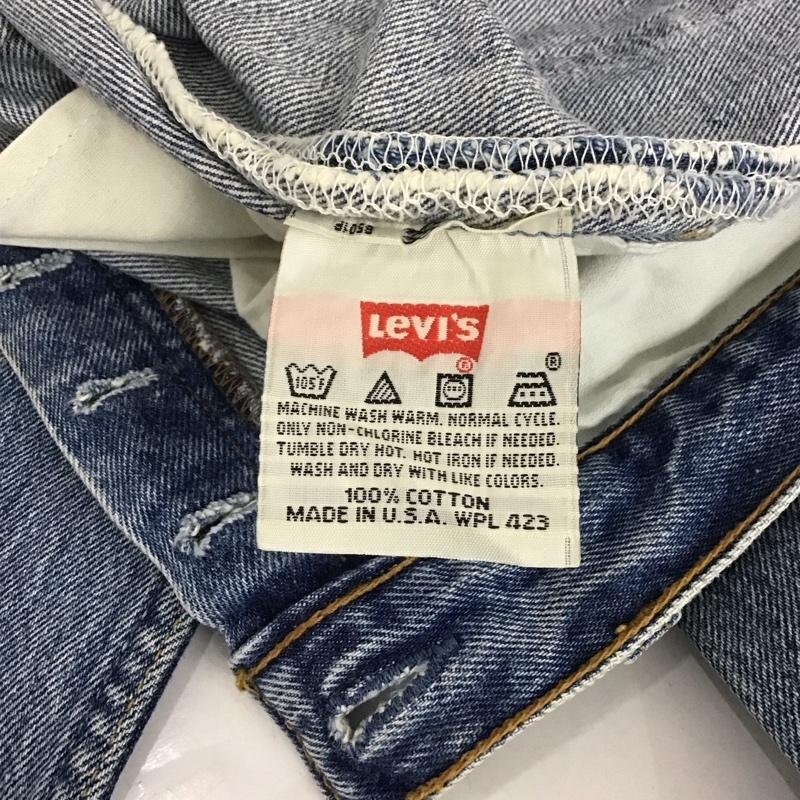 Levi's
®
®
105°F
MACHINE WASH WARM. NORMAL CYCLE.
ONLY NON-CHLORINE BLEACH IF NEEDED.
TUMBLE DRY HOT. HOT IRON IF NEEDED.
WASH AND DRY WITH LIKE COLORS.
100% COTTON
MADE IN U.S.A. WPL 423